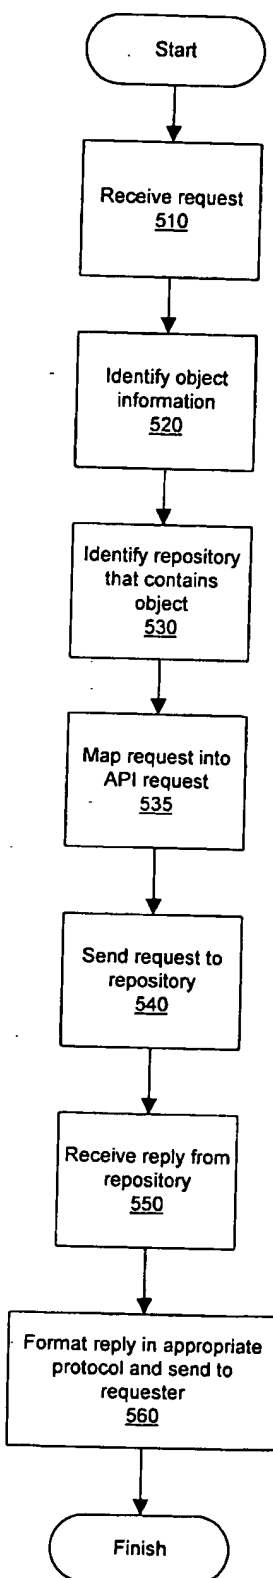 Start
Receive request
510
Identify object
information
520
Identify repository
that contains
object
530
Map request into
API request
535
Send request to
repository
540
Receive reply from
repository
550
Format reply in appropriate
protocol and send to
requester
560
Finish